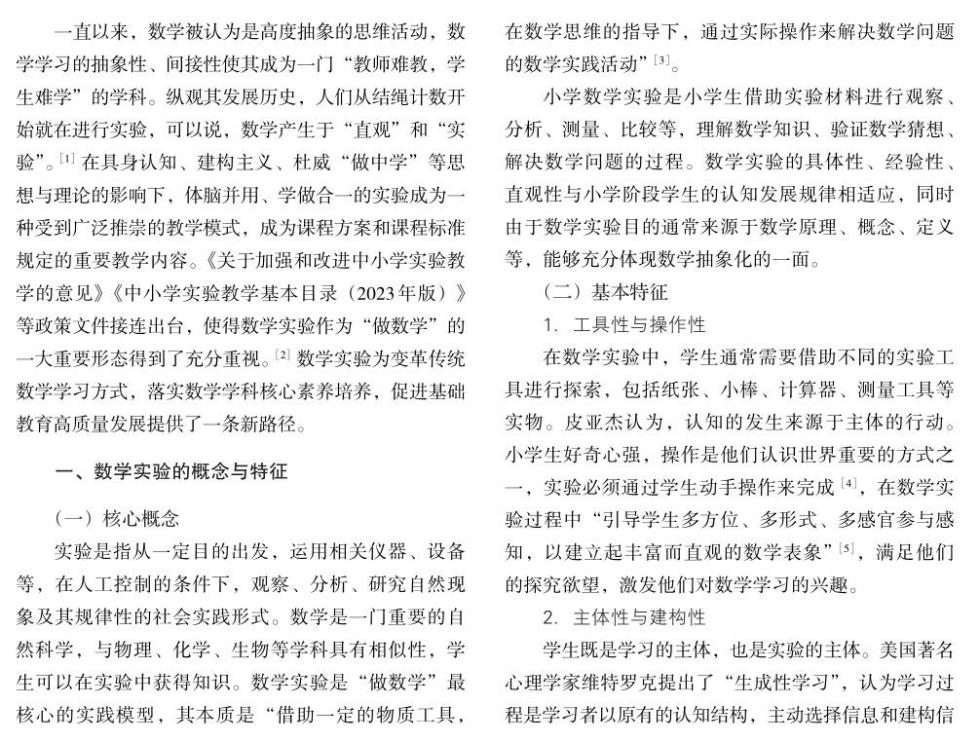 一直以来，数学被认为是高度抽象的思维活动，数
学学习的抽象性、间接性使其成为一门“教师难教，学
生难学”的学科。纵观其发展历史，人们从结绳计数开
始就在进行实验，可以说，数学产生于“直观”和“实
验”。[1] 在具身认知、建构主义、杜威“做中学”等思
想与理论的影响下，体脑并用、学做合一的实验成为一
种受到广泛推崇的教学模式，成为课程方案和课程标准
规定的重要教学内容。《关于加强和改进中小学实验教
学的意见》《中小学实验教学基本目录（2023年版）》
等政策文件接连出台，使得数学实验作为“做数学”的
一大重要形态得到了充分重视。[2] 数学实验为变革传统
数学学习方式，落实数学学科核心素养培养，促进基础
教育高质量发展提供了一条新路径。
一、数学实验的概念与特征
（一）核心概念
实验是指从一定目的出发，运用相关仪器、设备
等，在人工控制的条件下，观察、分析、研究自然现
象及其规律性的社会实践形式。数学是一门重要的自
然科学，与物理、化学、生物等学科具有相似性，学
生可以在实验中获得知识。数学实验是“做数学”最
核心的实践模型，其本质是“借助一定的物质工具，
在数学思维的指导下，通过实际操作来解决数学问题
的数学实践活动”[3]。
小学数学实验是小学生借助实验材料进行观察、
分析、测量、比较等，理解数学知识、验证数学猜想、
解决数学问题的过程。数学实验的具体性、经验性、
直观性与小学阶段学生的认知发展规律相适应，同时
由于数学实验目的通常来源于数学原理、概念、定义
等，能够充分体现数学抽象化的一面。
（二）基本特征
1. 工具性与操作性
在数学实验中，学生通常需要借助不同的实验工
具进行探索，包括纸张、小棒、计算器、测量工具等
实物。皮亚杰认为，认知的发生来源于主体的行动。
小学生好奇心强，操作是他们认识世界重要的方式之
一，实验必须通过学生动手操作来完成 [4]，在数学实
验过程中“引导学生多方位、多形式、多感官参与感
知，以建立起丰富而直观的数学表象”[5]，满足他们
的探究欲望，激发他们对数学学习的兴趣。
2. 主体性与建构性
学生既是学习的主体，也是实验的主体。美国著名
心理学家维特罗克提出了“生成性学习”，认为学习过
程是学习者以原有的认知结构，主动选择信息和建构信